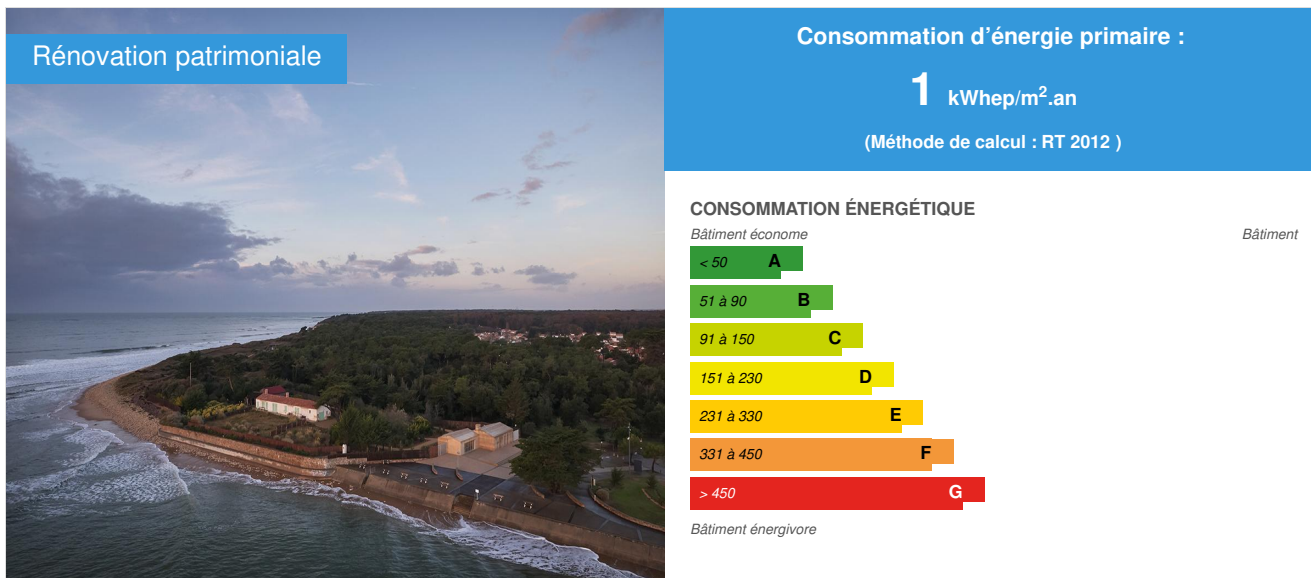 Rénovation patrimoniale
Consommation d'énergie primaire :
1 kWhep/m².an
(Méthode de calcul : RT 2012 )
CONSOMMATION ÉNERGÉTIQUE
Bâtiment économe
Bâtiment
< 50 A
51 à 90 B
91 à 150 C
151 à 230 D
231 à 330 E
331 à 450 F
> 450 G
Bâtiment énergivore